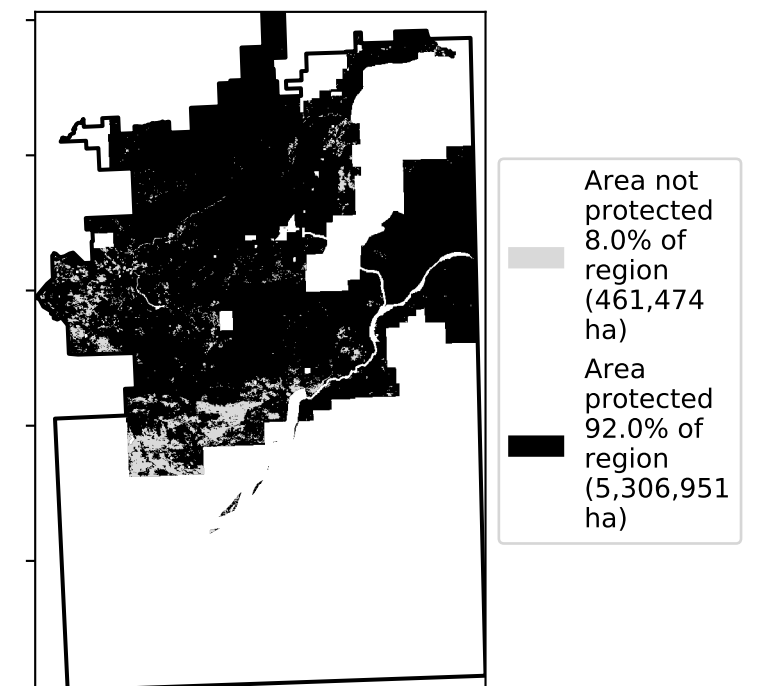 Area not
protected
8.0% of
region
(461,474
ha)
Area
protected
92.0% of
region
(5,306,951
ha)